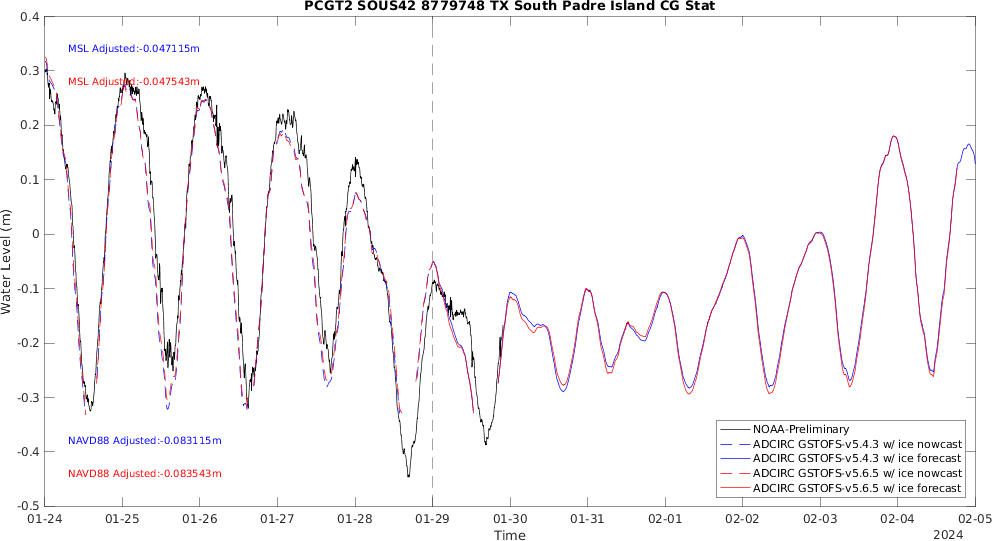 PCGT2 SOUS42 8779748 TX South Padre Island CG Stat
0.4
0.3
0.2
0.1
0
-0.1
-0.2
-0.3
-0.4
-0.5
Water Level (m)
MSL Adjusted:-0.047115m
MSL Adjusted:-0.047543m
NAVD88 Adjusted:-0.083115m
NAVD88 Adjusted:-0.083543m
NOAA-Preliminary
ADCIRC GSTOFS-v5.4.3 w/ ice nowcast
ADCIRC GSTOFS-v5.4.3 w/ ice forecast
ADCIRC GSTOFS-v5.6.5 w/ ice nowcast
ADCIRC GSTOFS-v5.6.5 w/ ice forecast
01-24 01-25 01-26 01-27 01-28 01-29 01-30 01-31 02-01 02-02 02-03 02-04 02-05
Time
2024